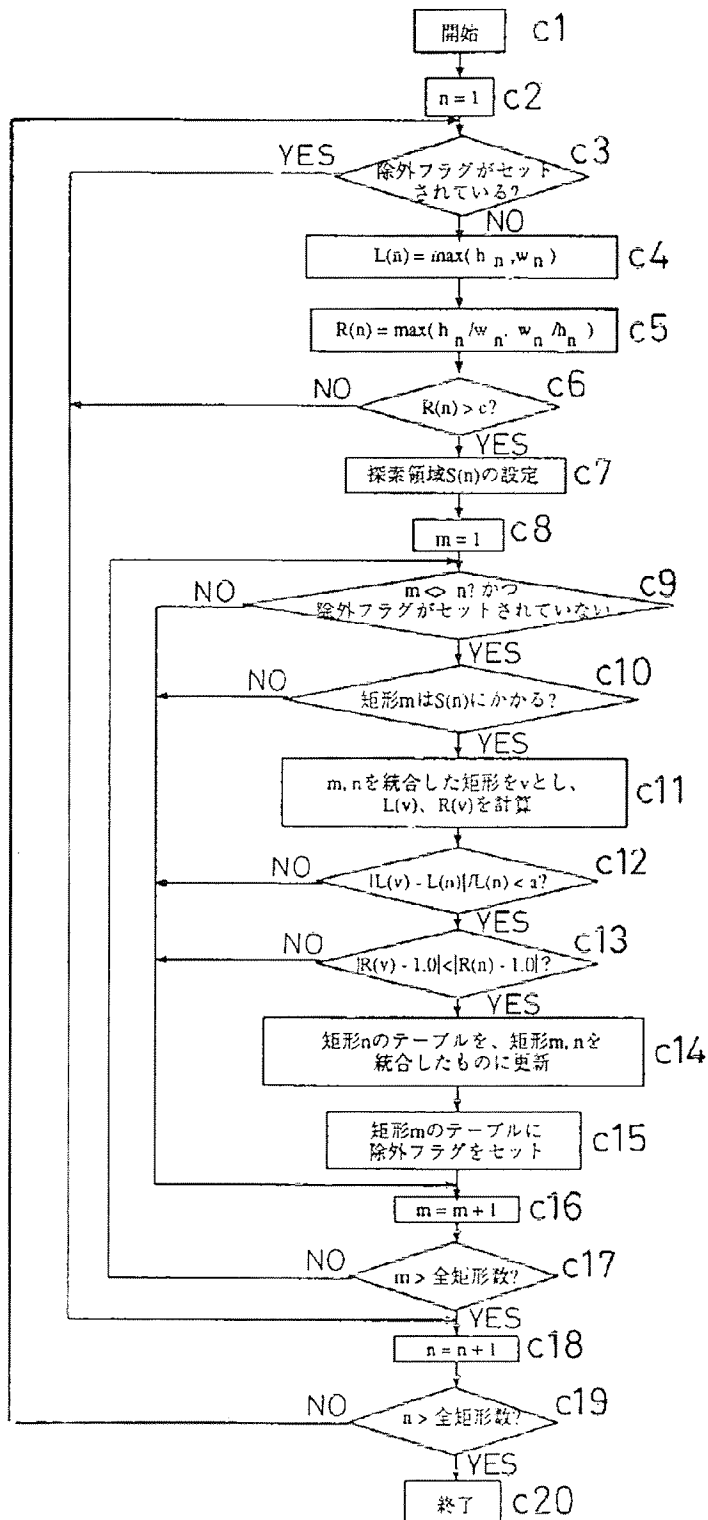 開始 c1
n = 1 c2
YES
c3
除外フラグがセット
されている?
NO
L(n) = max( h n , w n ) c4
R(n) = max( h n / w n , w n / h n ) c5
c6
NO
R(n) > c?
YES
探索領域S(n)の設定 c7
m = 1 c8
c9
NO
m <> n? かつ
除外フラグがセットされていない
YES
c10
NO
矩形mはS(n)にかかる?
YES
m, nを統合した矩形をvとし、
L(v)、R(v)を計算
c11
c12
NO
|L(v) - L(n)|/L(n) < a?
YES
c13
NO
|R(v) - 1.0|<|R(n) - 1.0|?
YES
矩形nのテーブルを、矩形m, nを
統合したものに更新
c14
矩形mのテーブルに
除外フラグをセット
c15
m = m + 1 c16
NO
m > 全矩形数?
c17
YES
n = n + 1 c18
NO
n > 全矩形数?
c19
YES
終了 c20